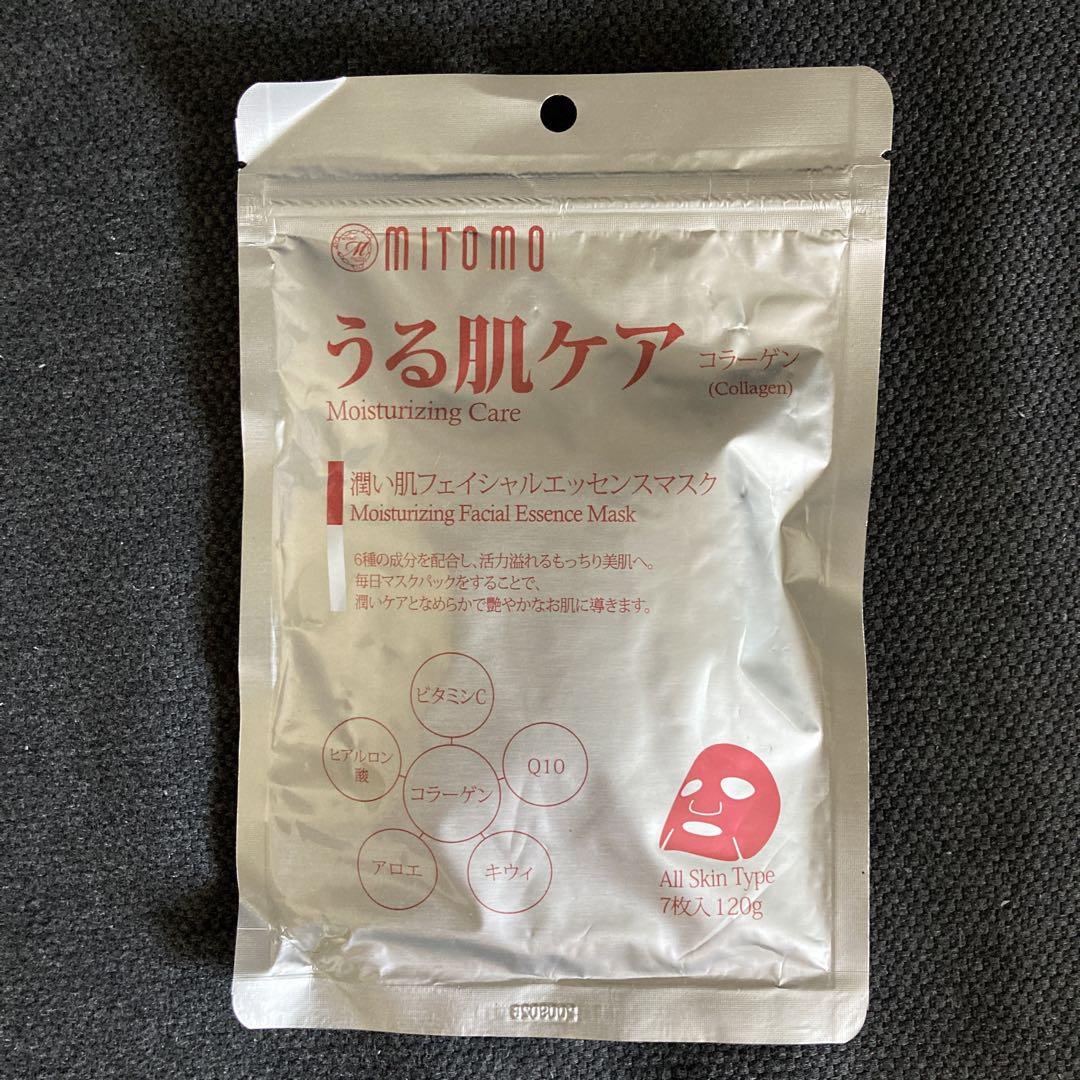 MITOMO
うる肌ケア
コラーゲン
(Collagen)
Moisturizing Care
潤い肌フェイシャルエッセンスマスク
Moisturizing Facial Essence Mask
6種の成分を配合し、活力溢れるもっちり美肌へ。
毎日マスクパックをすることで、
潤いケアとなめらかで艶やかなお肌に導きます。
ビタミンC
ヒアルロン
酸
Q10
コラーゲン
アロエ
キウィ
All Skin Type
7枚入 120g